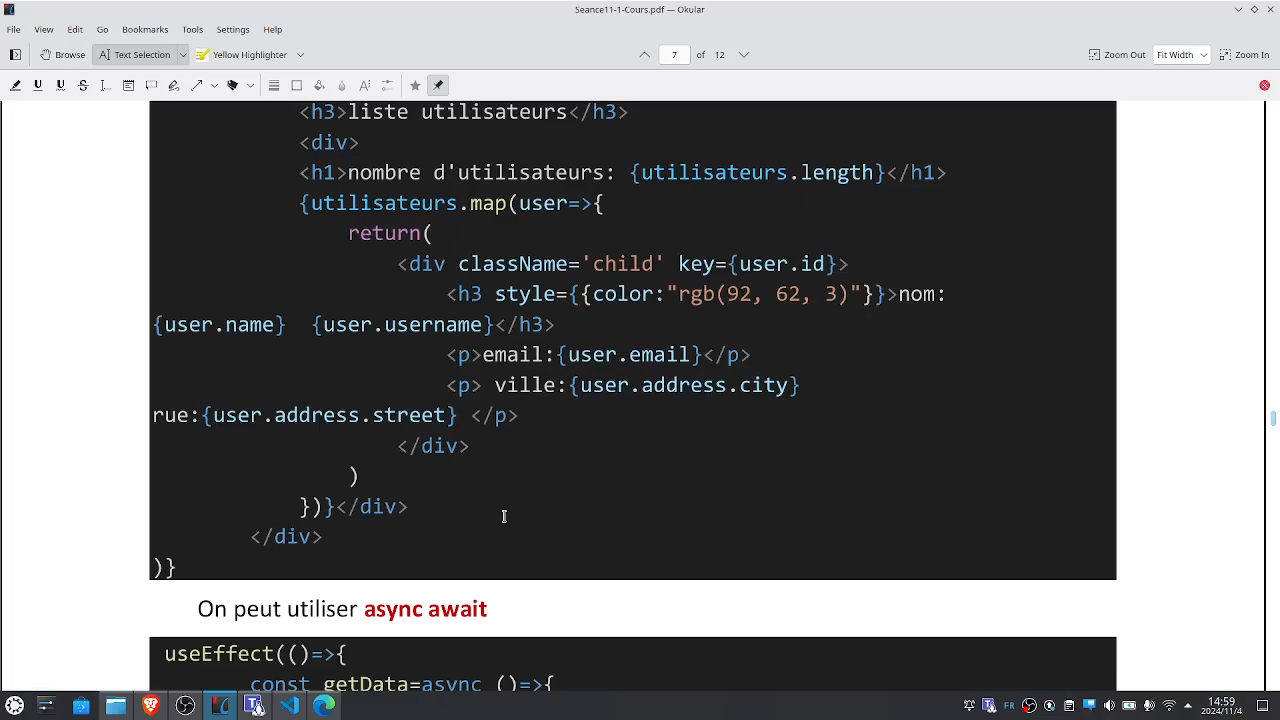 Seance11-1-Cours.pdf — Okular
File View Edit Go Bookmarks Tools Settings Help
Browse Text Selection Yellow Highlighter 7 of 12 Zoom Out Fit Width Zoom In
<h3>liste utilisateurs</h3>
<div>
<h1>nombre d'utilisateurs: {utilisateurs.length}</h1>
{utilisateurs.map(user=>{
return(
<div className='child' key={user.id}>
<h3 style={{color:"rgb(92, 62, 3)"}}>nom:
{user.name} {user.username}</h3>
<p>email:{user.email}</p>
<p> ville:{user.address.city}
rue:{user.address.street} </p>
</div>
)
})}</div>
</div>
)}
On peut utiliser async await
useEffect(()=>{
const getData=async ()=>{
FR 14:59
2024/11/4